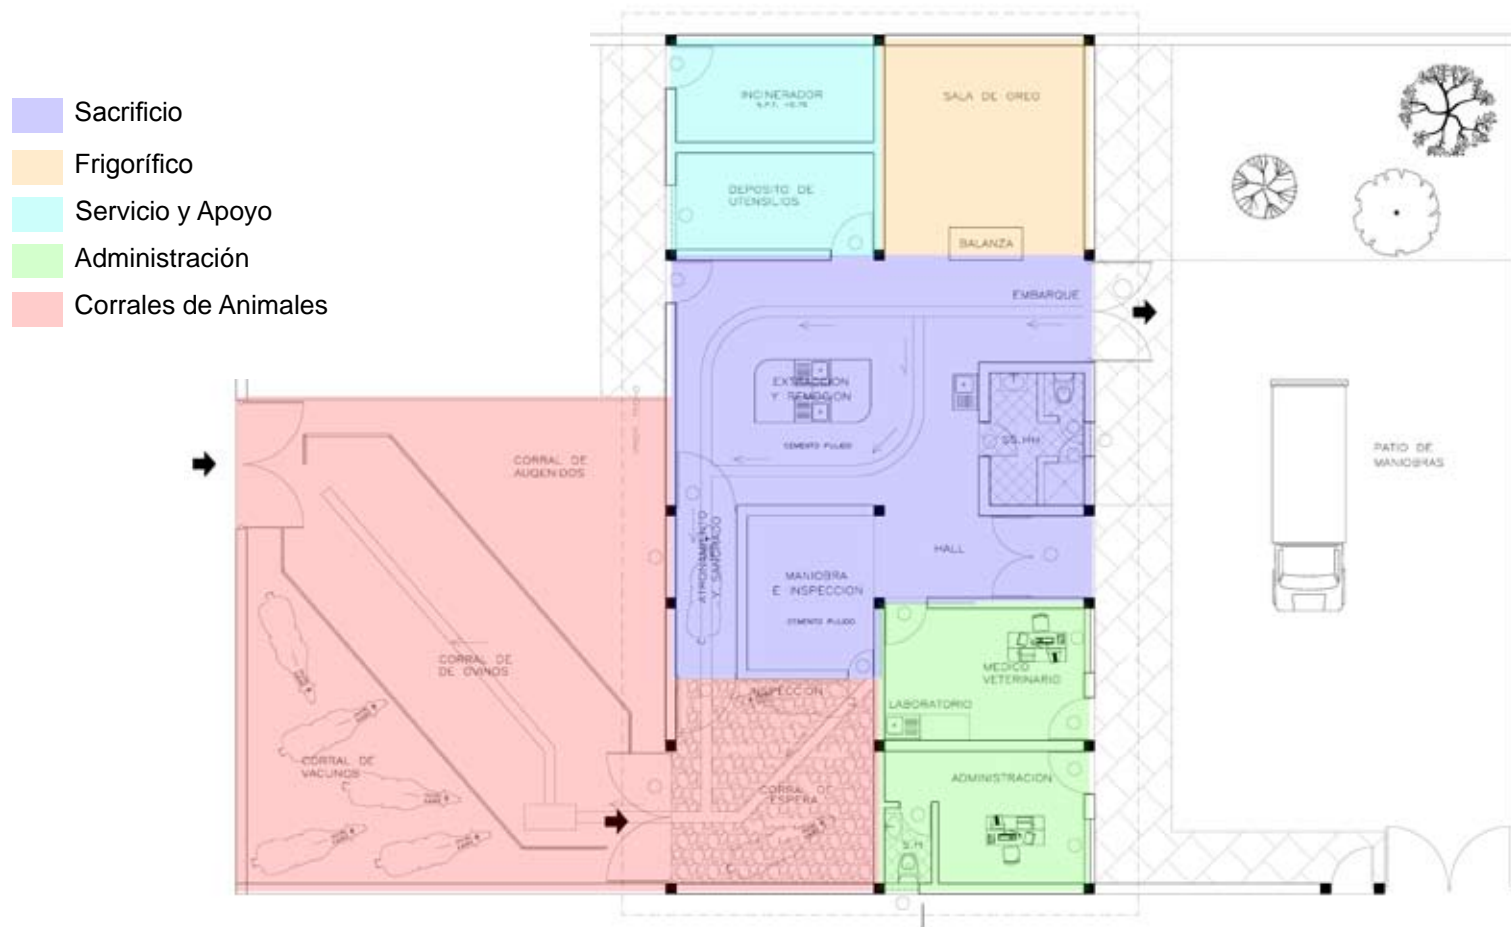 Sacrificio
Frigorífico
Servicio y Apoyo
Administración
Corrales de Animales
INCINERADOR
SALA DE OREO
DEPOSITO DE
UTENSILIOS
BALANZA
EMBARQUE
EXTRACCION
Y REMOCION
CEMENTO PULIDO
SS.HH
CORRAL DE
AUQENIDOS
PATIO DE
MANIOBRAS
ATRONAMIENTO
Y SANGRADO
HALL
MANIOBRA
E INSPECCION
CEMENTO PULIDO
CORRAL DE
DE OVINOS
MEDICO
VETERINARIO
INSPECCION
LABORATORIO
CORRAL DE
VACUNOS
CORRAL DE
ESPERA
ADMINISTRACION
S.H